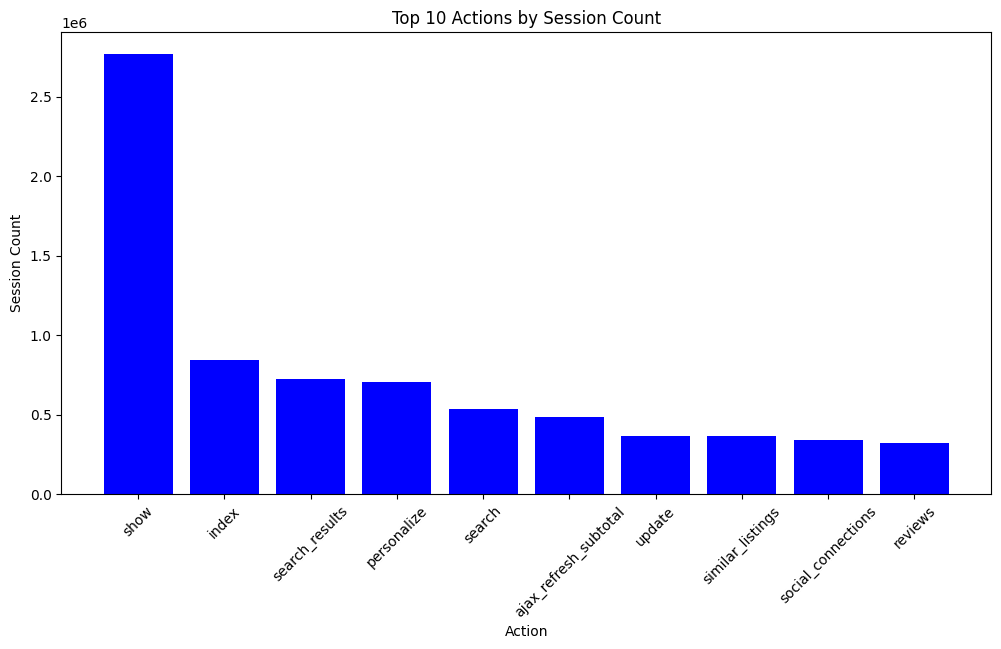 Top 10 Actions by Session Count
1e6
2.5
2.0
1.5
1.0
0.5
0.0
Session Count
show
index
search_results
personalize
search
ajax_refresh_subtotal
update
similar_listings
social_connections
reviews
Action